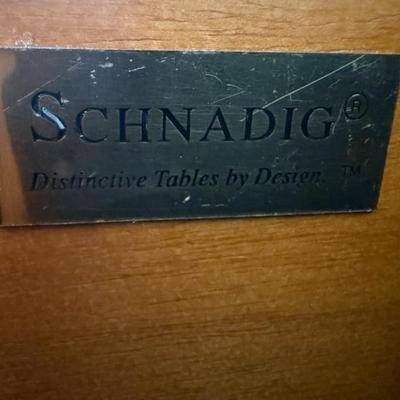 SCHNADIG®
Distinctive Tables by Design. ™